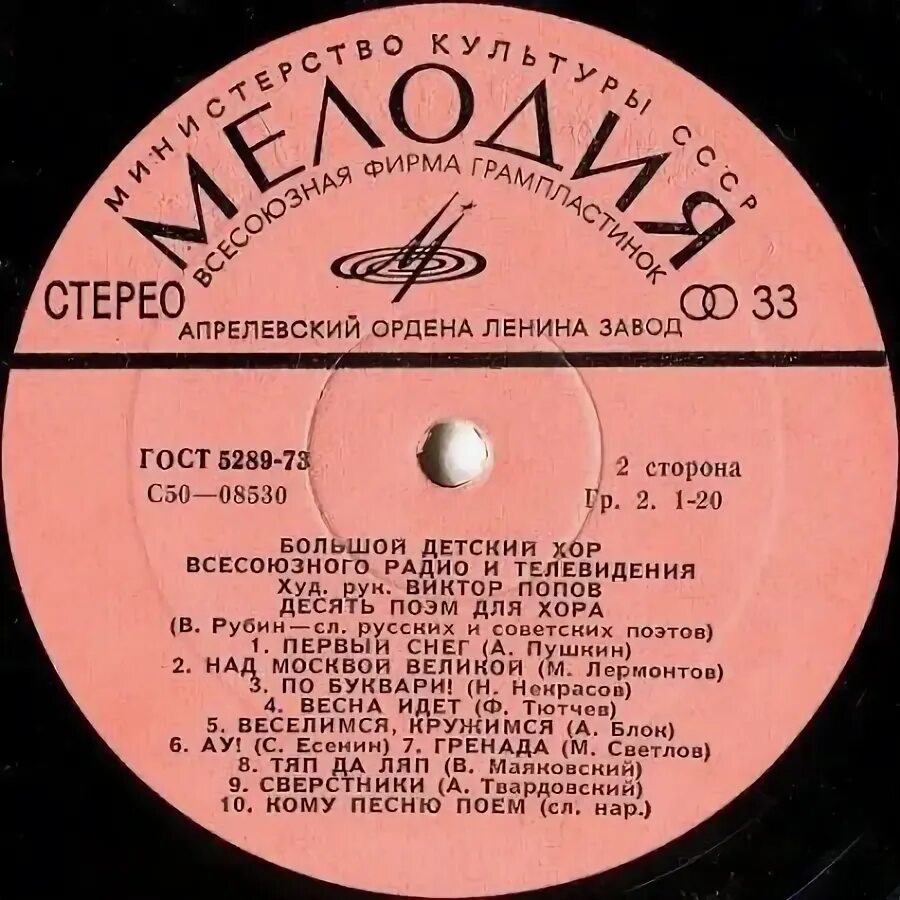 МИНИСТЕРСТВО КУЛЬТУРЫ СССР
МЕЛОДИЯ
ВСЕСОЮЗНАЯ ФИРМА ГРАМПЛАСТИНОК
СТЕРЕО
33
АПРЕЛЕВСКИЙ ОРДЕНА ЛЕНИНА ЗАВОД
ГОСТ 5289-73
С50—08530
2 сторона
Гр. 2. 1-20
БОЛЬШОЙ ДЕТСКИЙ ХОР
ВСЕСОЮЗНОГО РАДИО И ТЕЛЕВИДЕНИЯ
Худ. рук. ВИКТОР ПОПОВ
ДЕСЯТЬ ПОЭМ ДЛЯ ХОРА
(В. Рубин—сл. русских и советских поэтов)
1. ПЕРВЫЙ СНЕГ (А. Пушкин)
2. НАД МОСКВОЙ ВЕЛИКОЙ (М. Лермонтов)
3. ПО БУКВАРИ! (Н. Некрасов)
4. ВЕСНА ИДЕТ (Ф. Тютчев)
5. ВЕСЕЛИМСЯ, КРУЖИМСЯ (А. Блок)
6. АУ! (С. Есенин) 7. ГРЕНАДА (М. Светлов)
8. ТЯП ДА ЛЯП (В. Маяковский)
9. СВЕРСТНИКИ (А. Твардовский)
10. КОМУ ПЕСНЮ ПОЕМ (сл. нар.)